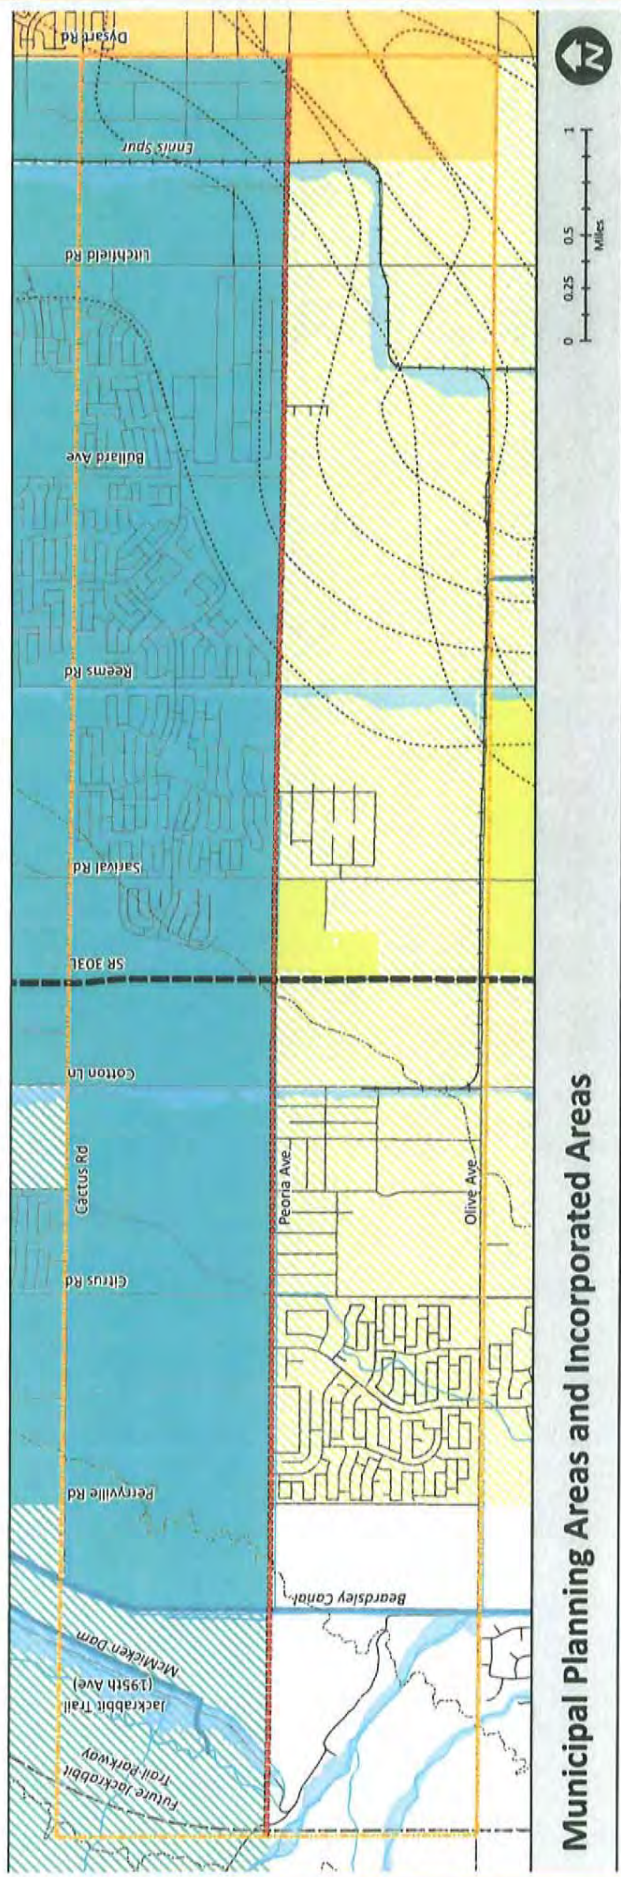 Future Jackrabbit
Trail Parkway
Jackrabbit Trail
(195th Ave)
McMicken Dam
Beardsley Canal
Perryville Rd
Citrus Rd
Cactus Rd
Peoria Ave
Olive Ave
Cotton Ln
SR 303L
Sarival Rd
Reems Rd
Bullard Ave
Litchfield Rd
Ennis Spur
Dysart Rd
Municipal Planning Areas and Incorporated Areas
0 0.25 0.5 1
Miles
N